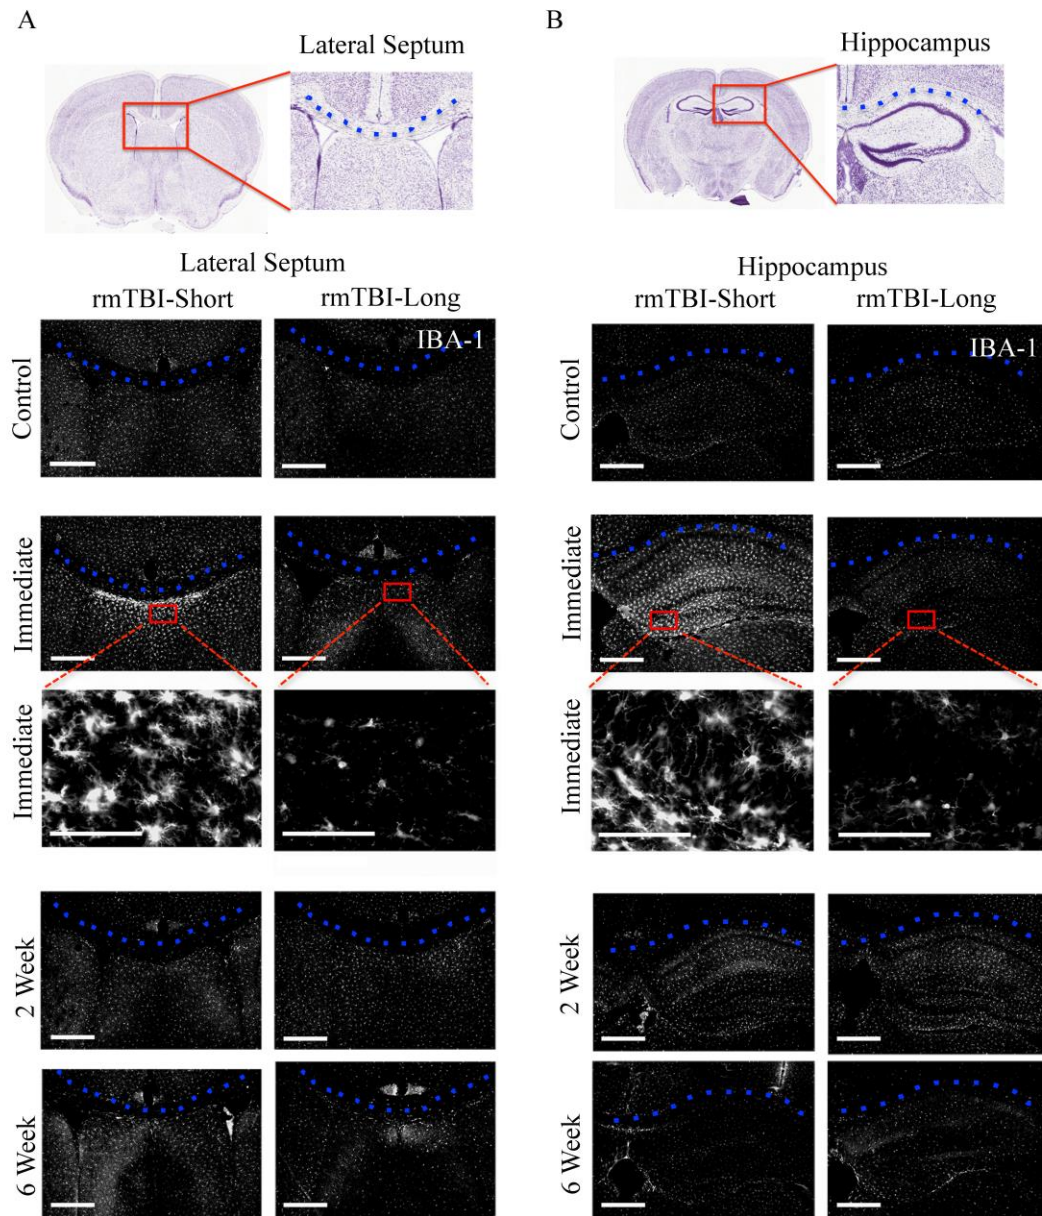 A
Lateral Septum
Lateral Septum
rmTBI-Short rmTBI-Long
IBA-1
Control
Immediate
Immediate
2 Week
6 Week
B
Hippocampus
Hippocampus
rmTBI-Short rmTBI-Long
IBA-1
Control
Immediate
Immediate
2 Week
6 Week